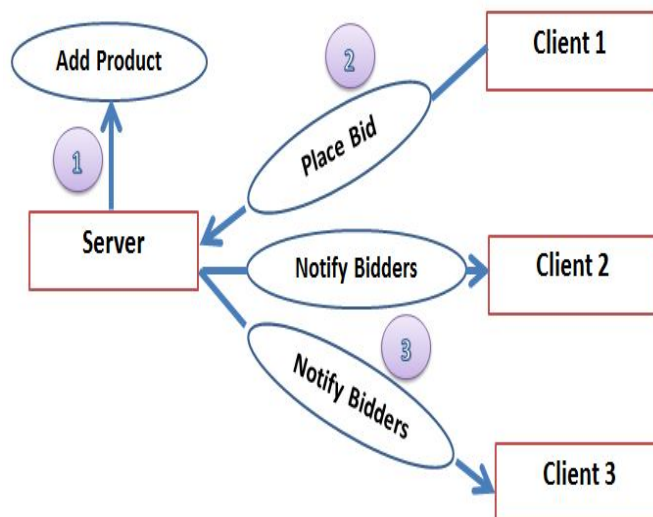 Add Product
1
2
Client 1
Place Bid
Server
Notify Bidders
Client 2
3
Notify Bidders
Client 3